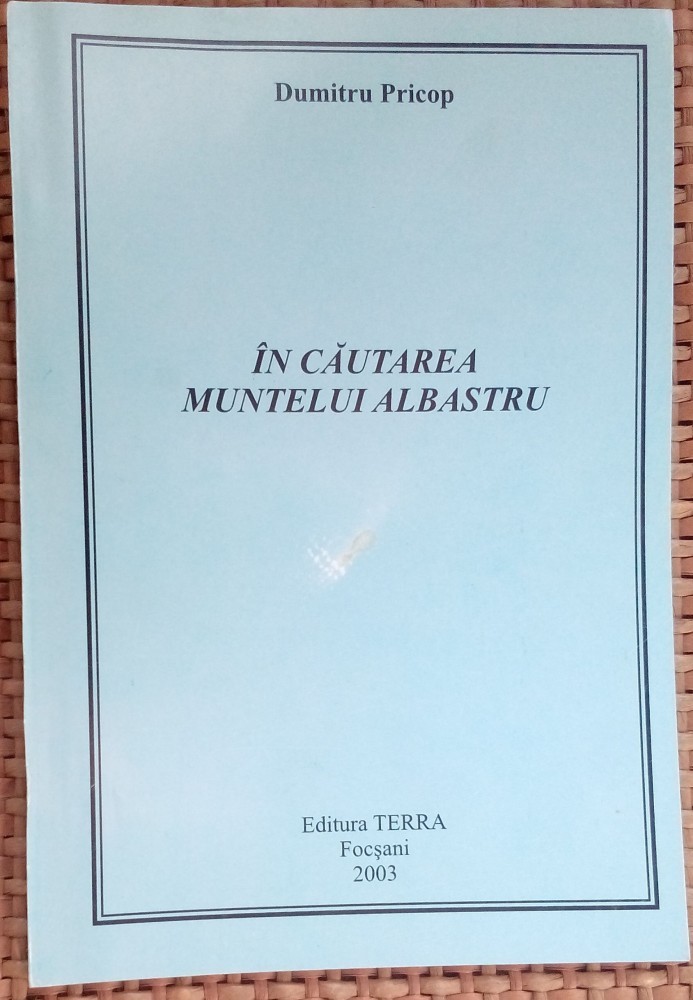 Dumitru Pricop
ÎN CĂUTAREA
MUNTELUI ALBASTRU
Editura TERRA
Focşani
2003